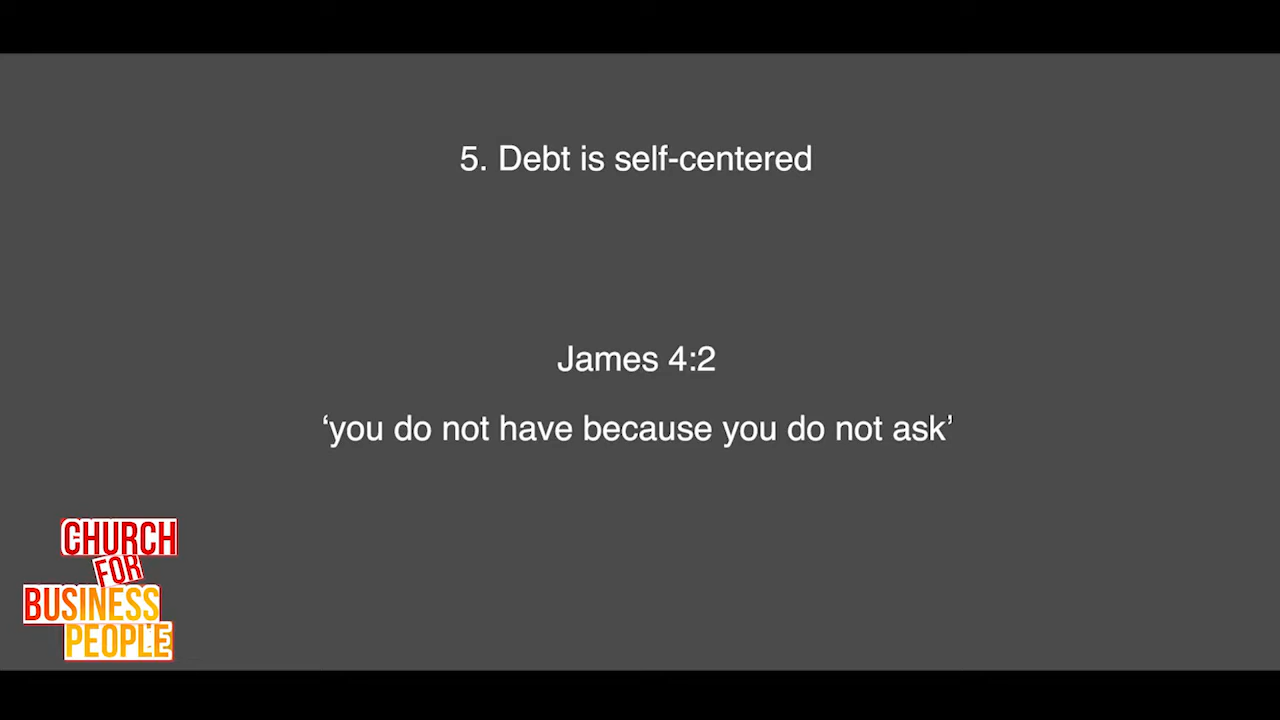 5. Debt is self-centered
James 4:2
‘you do not have because you do not ask’
CHURCH
FOR
BUSINESS
PEOPLE